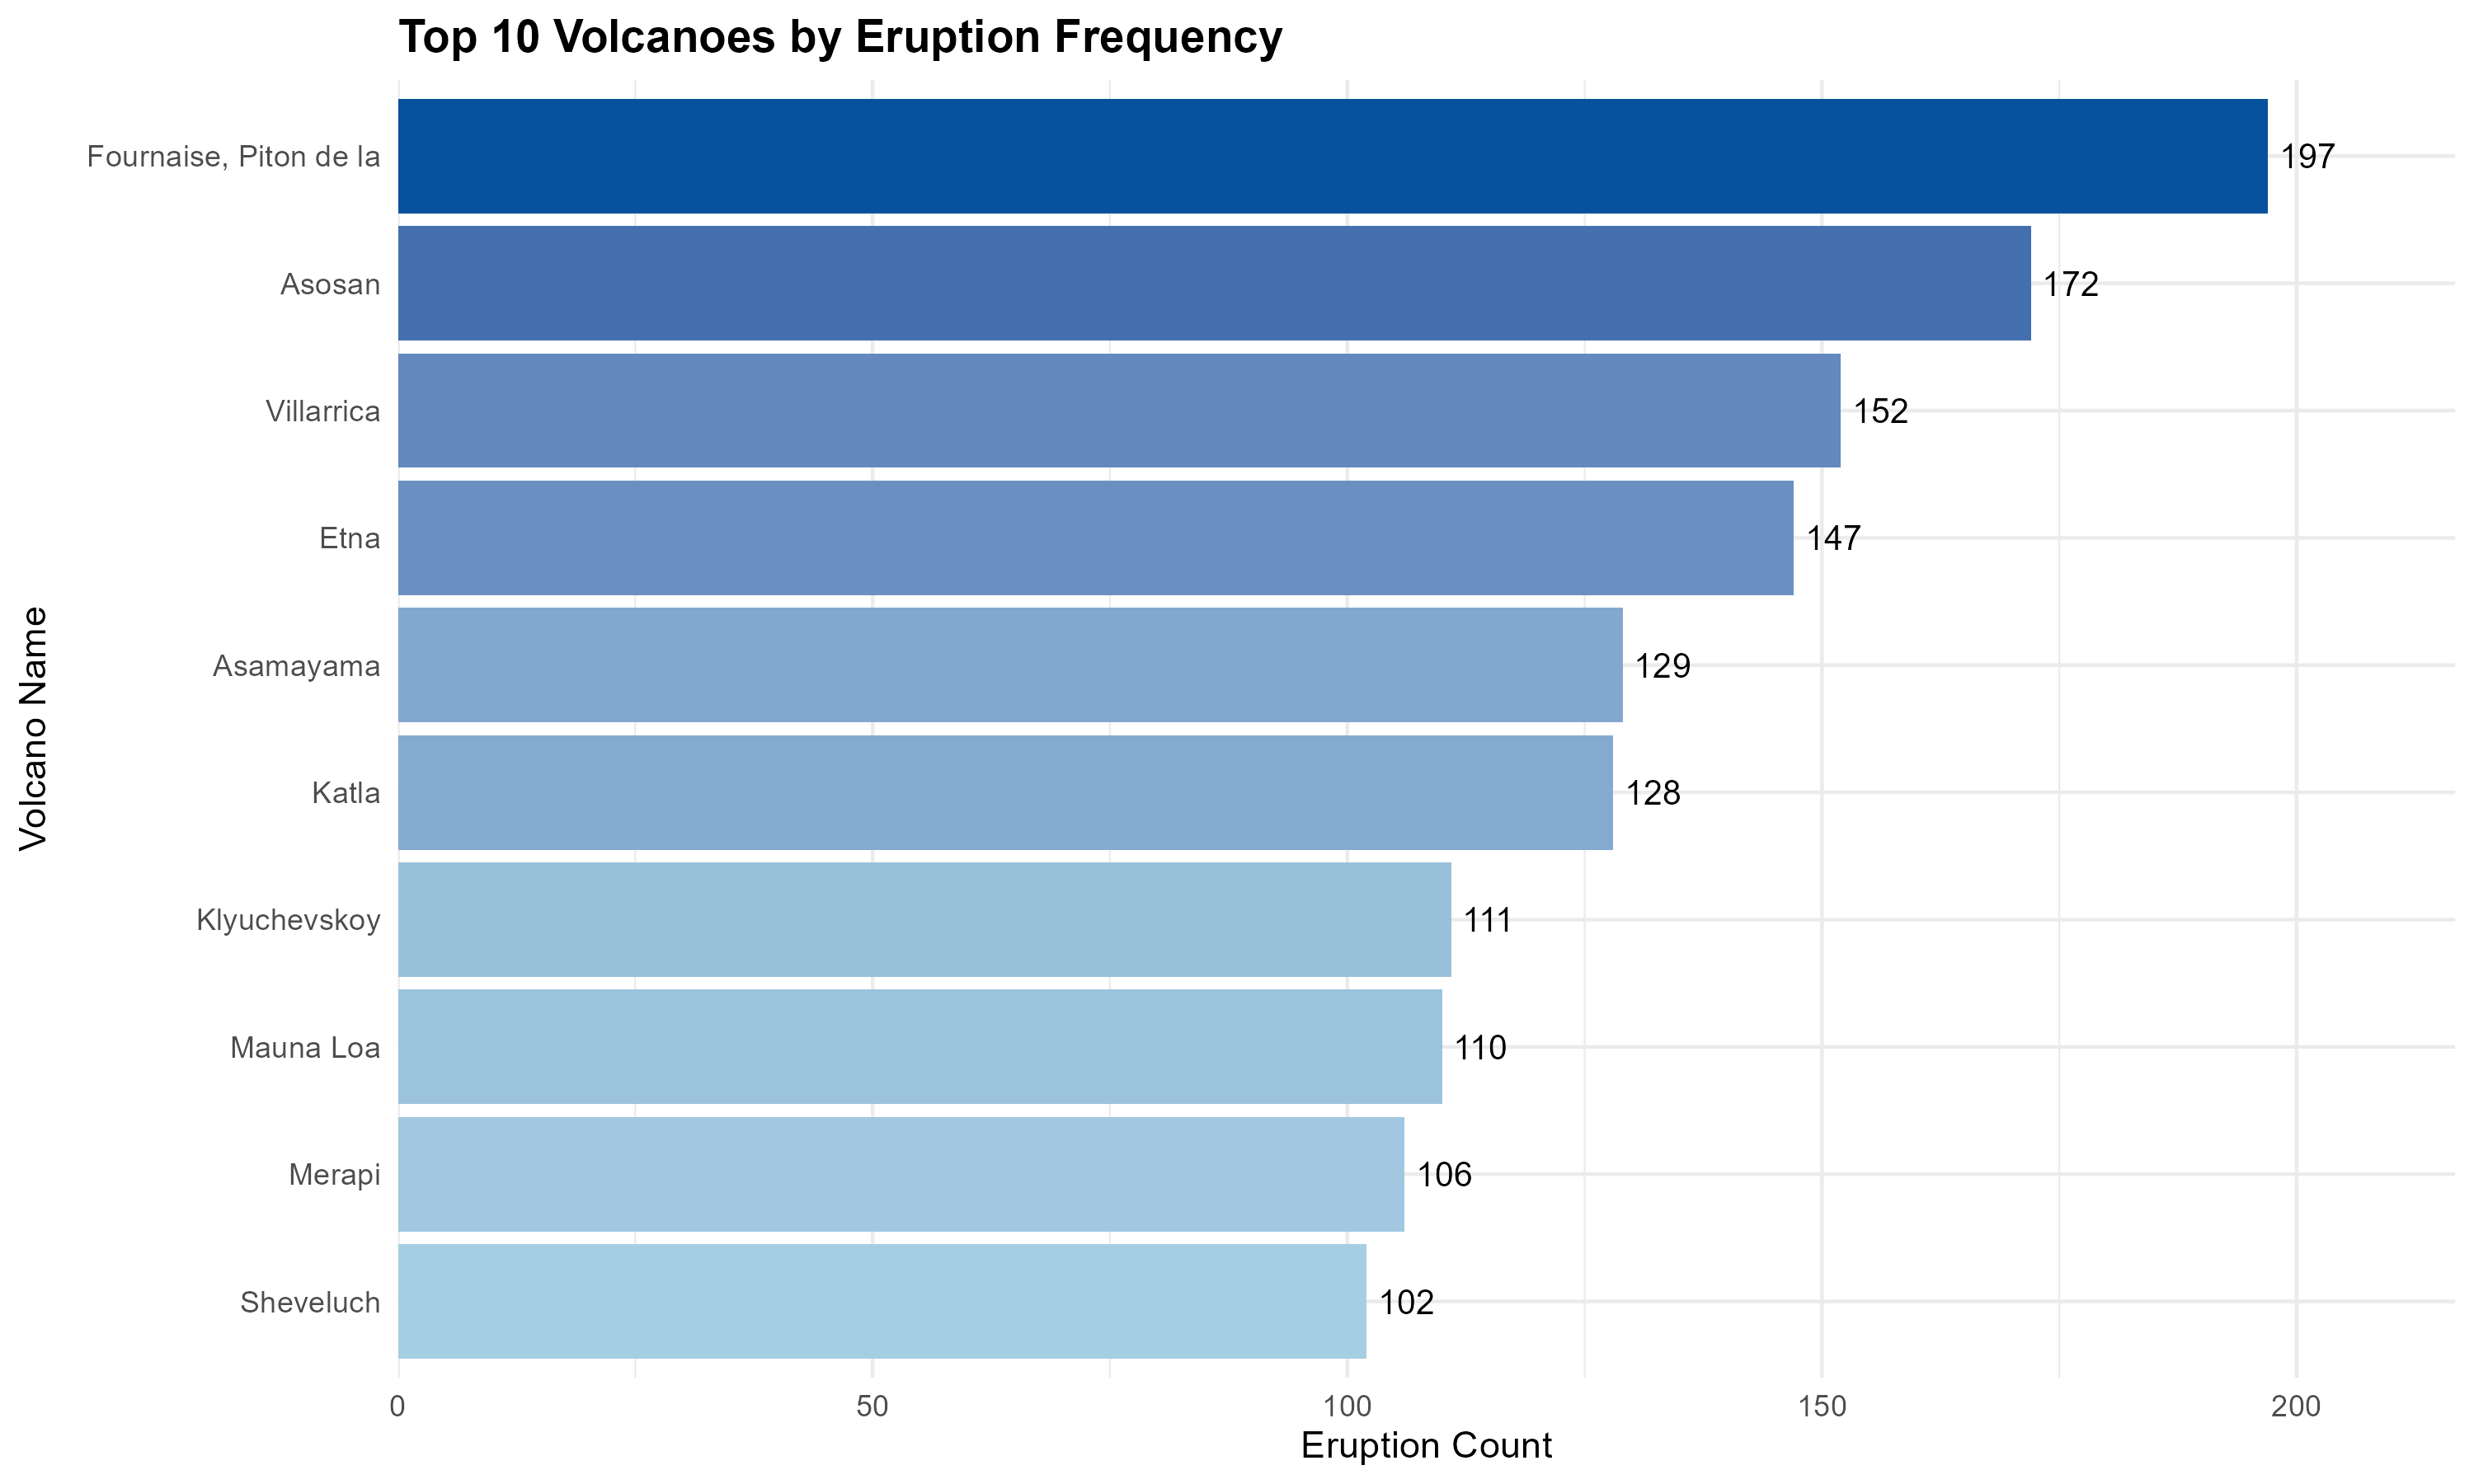 Top 10 Volcanoes by Eruption Frequency
Volcano Name
Fournaise, Piton de la 197
Asosan 172
Villarrica 152
Etna 147
Asamayama 129
Katla 128
Klyuchevskoy 111
Mauna Loa 110
Merapi 106
Sheveluch 102
0 50 100 150 200
Eruption Count